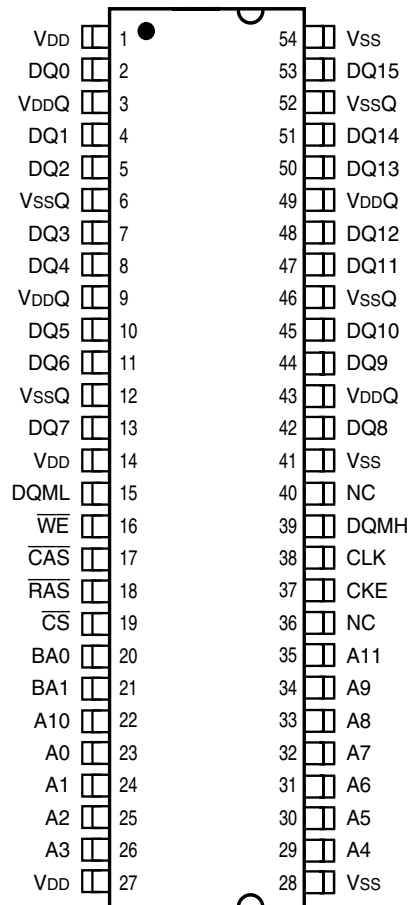 VDD 1 54 VSS
DQ0 2 53 DQ15
VDDQ 3 52 VSSQ
DQ1 4 51 DQ14
DQ2 5 50 DQ13
VSSQ 6 49 VDDQ
DQ3 7 48 DQ12
DQ4 8 47 DQ11
VDDQ 9 46 VSSQ
DQ5 10 45 DQ10
DQ6 11 44 DQ9
VSSQ 12 43 VDDQ
DQ7 13 42 DQ8
VDD 14 41 VSS
DQML 15 40 NC
W̅E̅ 16 39 DQMH
C̅A̅S̅ 17 38 CLK
R̅A̅S̅ 18 37 CKE
C̅S̅ 19 36 NC
BA0 20 35 A11
BA1 21 34 A9
A10 22 33 A8
A0 23 32 A7
A1 24 31 A6
A2 25 30 A5
A3 26 29 A4
VDD 27 28 VSS